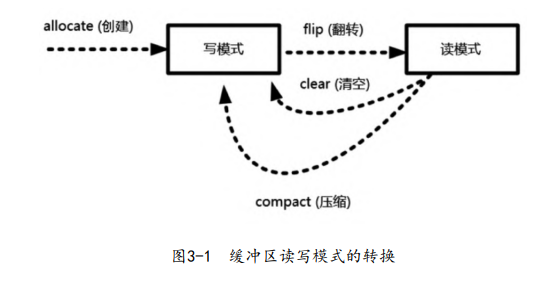 allocate (创建)
写模式
flip (翻转)
读模式
clear (清空)
compact (压缩)
图3-1 缓冲区读写模式的转换